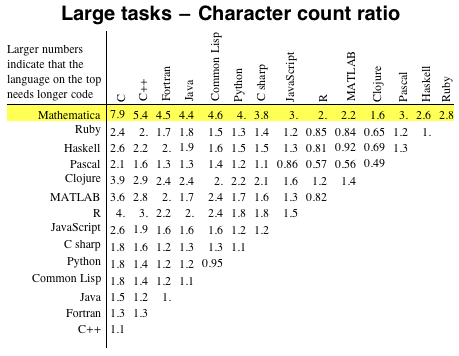 Large tasks – Character count ratio
Larger numbers
indicate that the
language on the top
needs longer code
C C++ Fortran Java Common Lisp Python C sharp JavaScript R MATLAB Clojure Pascal Haskell Ruby
Mathematica 7.9 5.4 4.5 4.4 4.6 4. 3.8 3. 2. 2.2 1.6 3. 2.6 2.8
Ruby 2.4 2. 1.7 1.8 1.5 1.3 1.4 1.2 0.85 0.84 0.65 1.2 1.
Haskell 2.6 2.2 2. 1.9 1.6 1.5 1.5 1.3 0.81 0.92 0.69 1.3
Pascal 2.1 1.6 1.3 1.3 1.4 1.2 1.1 0.86 0.57 0.56 0.49
Clojure 3.9 2.9 2.4 2.4 2. 2.2 2.1 1.6 1.2 1.4
MATLAB 3.6 2.8 2. 1.7 2.4 1.7 1.6 1.3 0.82
R 4. 3. 2.2 2. 2.4 1.8 1.8 1.5
JavaScript 2.6 1.9 1.6 1.6 1.6 1.2 1.2
C sharp 1.8 1.6 1.2 1.3 1.3 1.1
Python 1.8 1.4 1.2 1.2 0.95
Common Lisp 1.8 1.4 1.2 1.1
Java 1.5 1.2 1.
Fortran 1.3 1.3
C++ 1.1